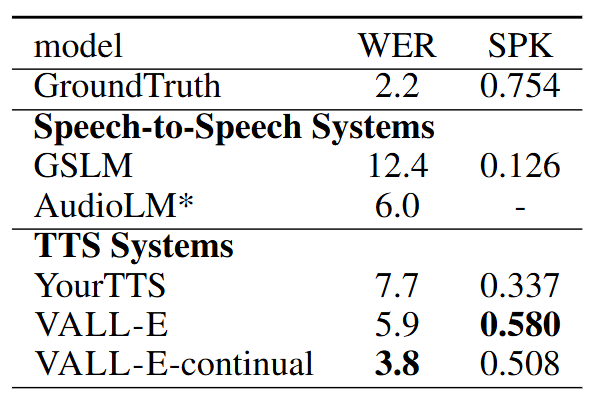 model WER SPK
GroundTruth 2.2 0.754
Speech-to-Speech Systems
GSLM 12.4 0.126
AudioLM* 6.0 -
TTS Systems
YourTTS 7.7 0.337
VALL-E 5.9 0.580
VALL-E-continual 3.8 0.508